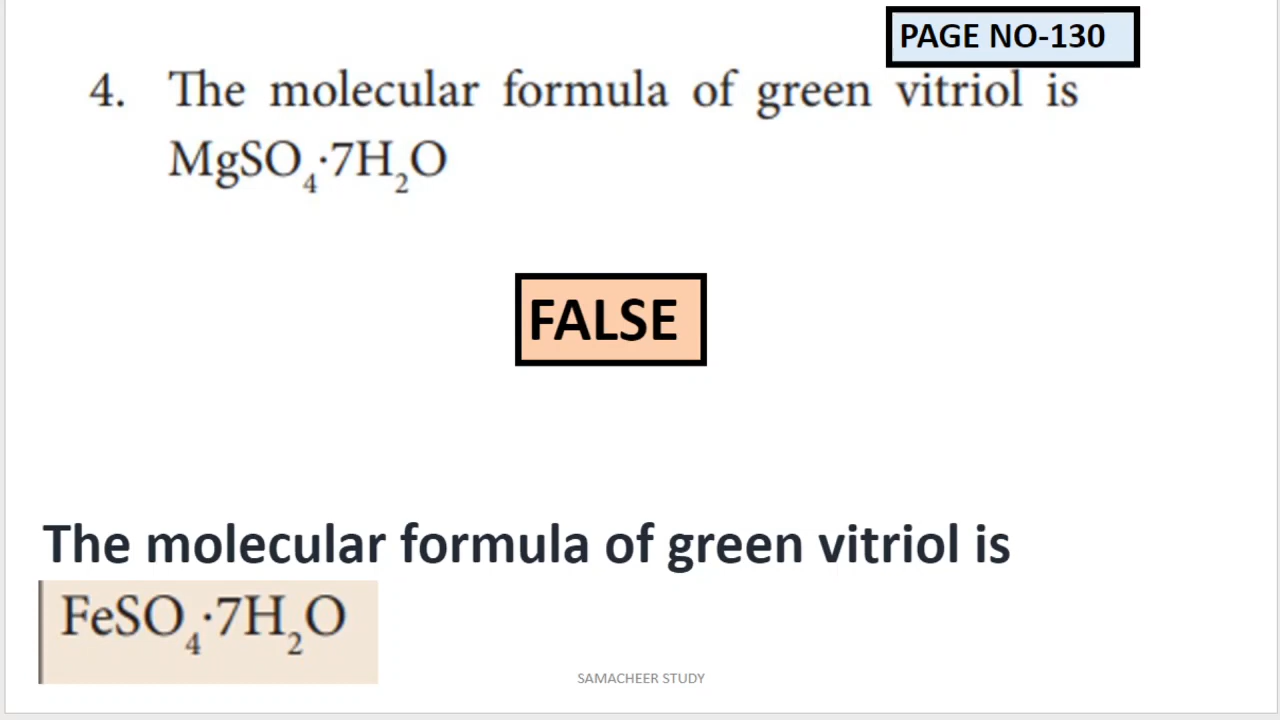 PAGE NO-130
4. The molecular formula of green vitriol is
MgSO₄·7H₂O
FALSE
The molecular formula of green vitriol is
FeSO₄·7H₂O
SAMACHEER STUDY